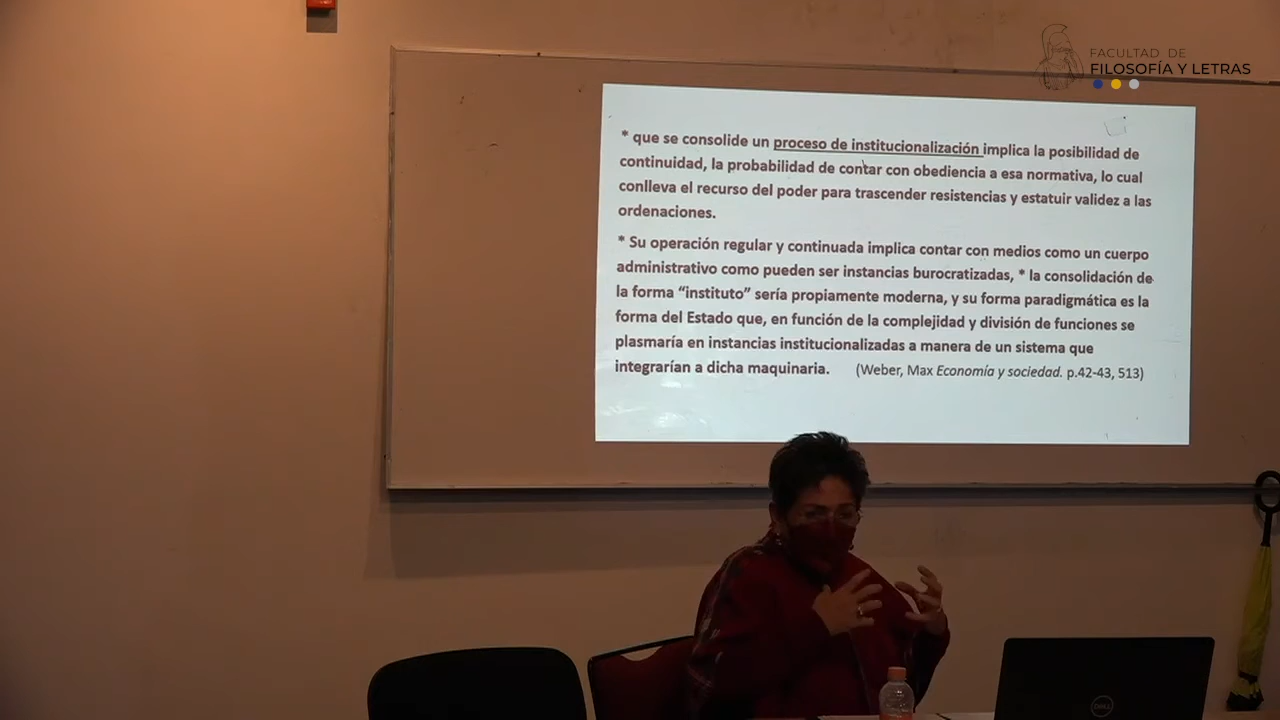 FACULTAD DE
FILOSOFÍA Y LETRAS
* que se consolide un proceso de institucionalización implica la posibilidad de
continuidad, la probabilidad de contar con obediencia a esa normativa, lo cual
conlleva el recurso del poder para trascender resistencias y estatuir validez a las
ordenaciones.
* Su operación regular y continuada implica contar con medios como un cuerpo
administrativo como pueden ser instancias burocratizadas, * la consolidación de
la forma “instituto” sería propiamente moderna, y su forma paradigmática es la
forma del Estado que, en función de la complejidad y división de funciones se
plasmaría en instancias institucionalizadas a manera de un sistema que
integrarían a dicha maquinaria. (Weber, Max Economía y sociedad. p.42-43, 513)
DELL